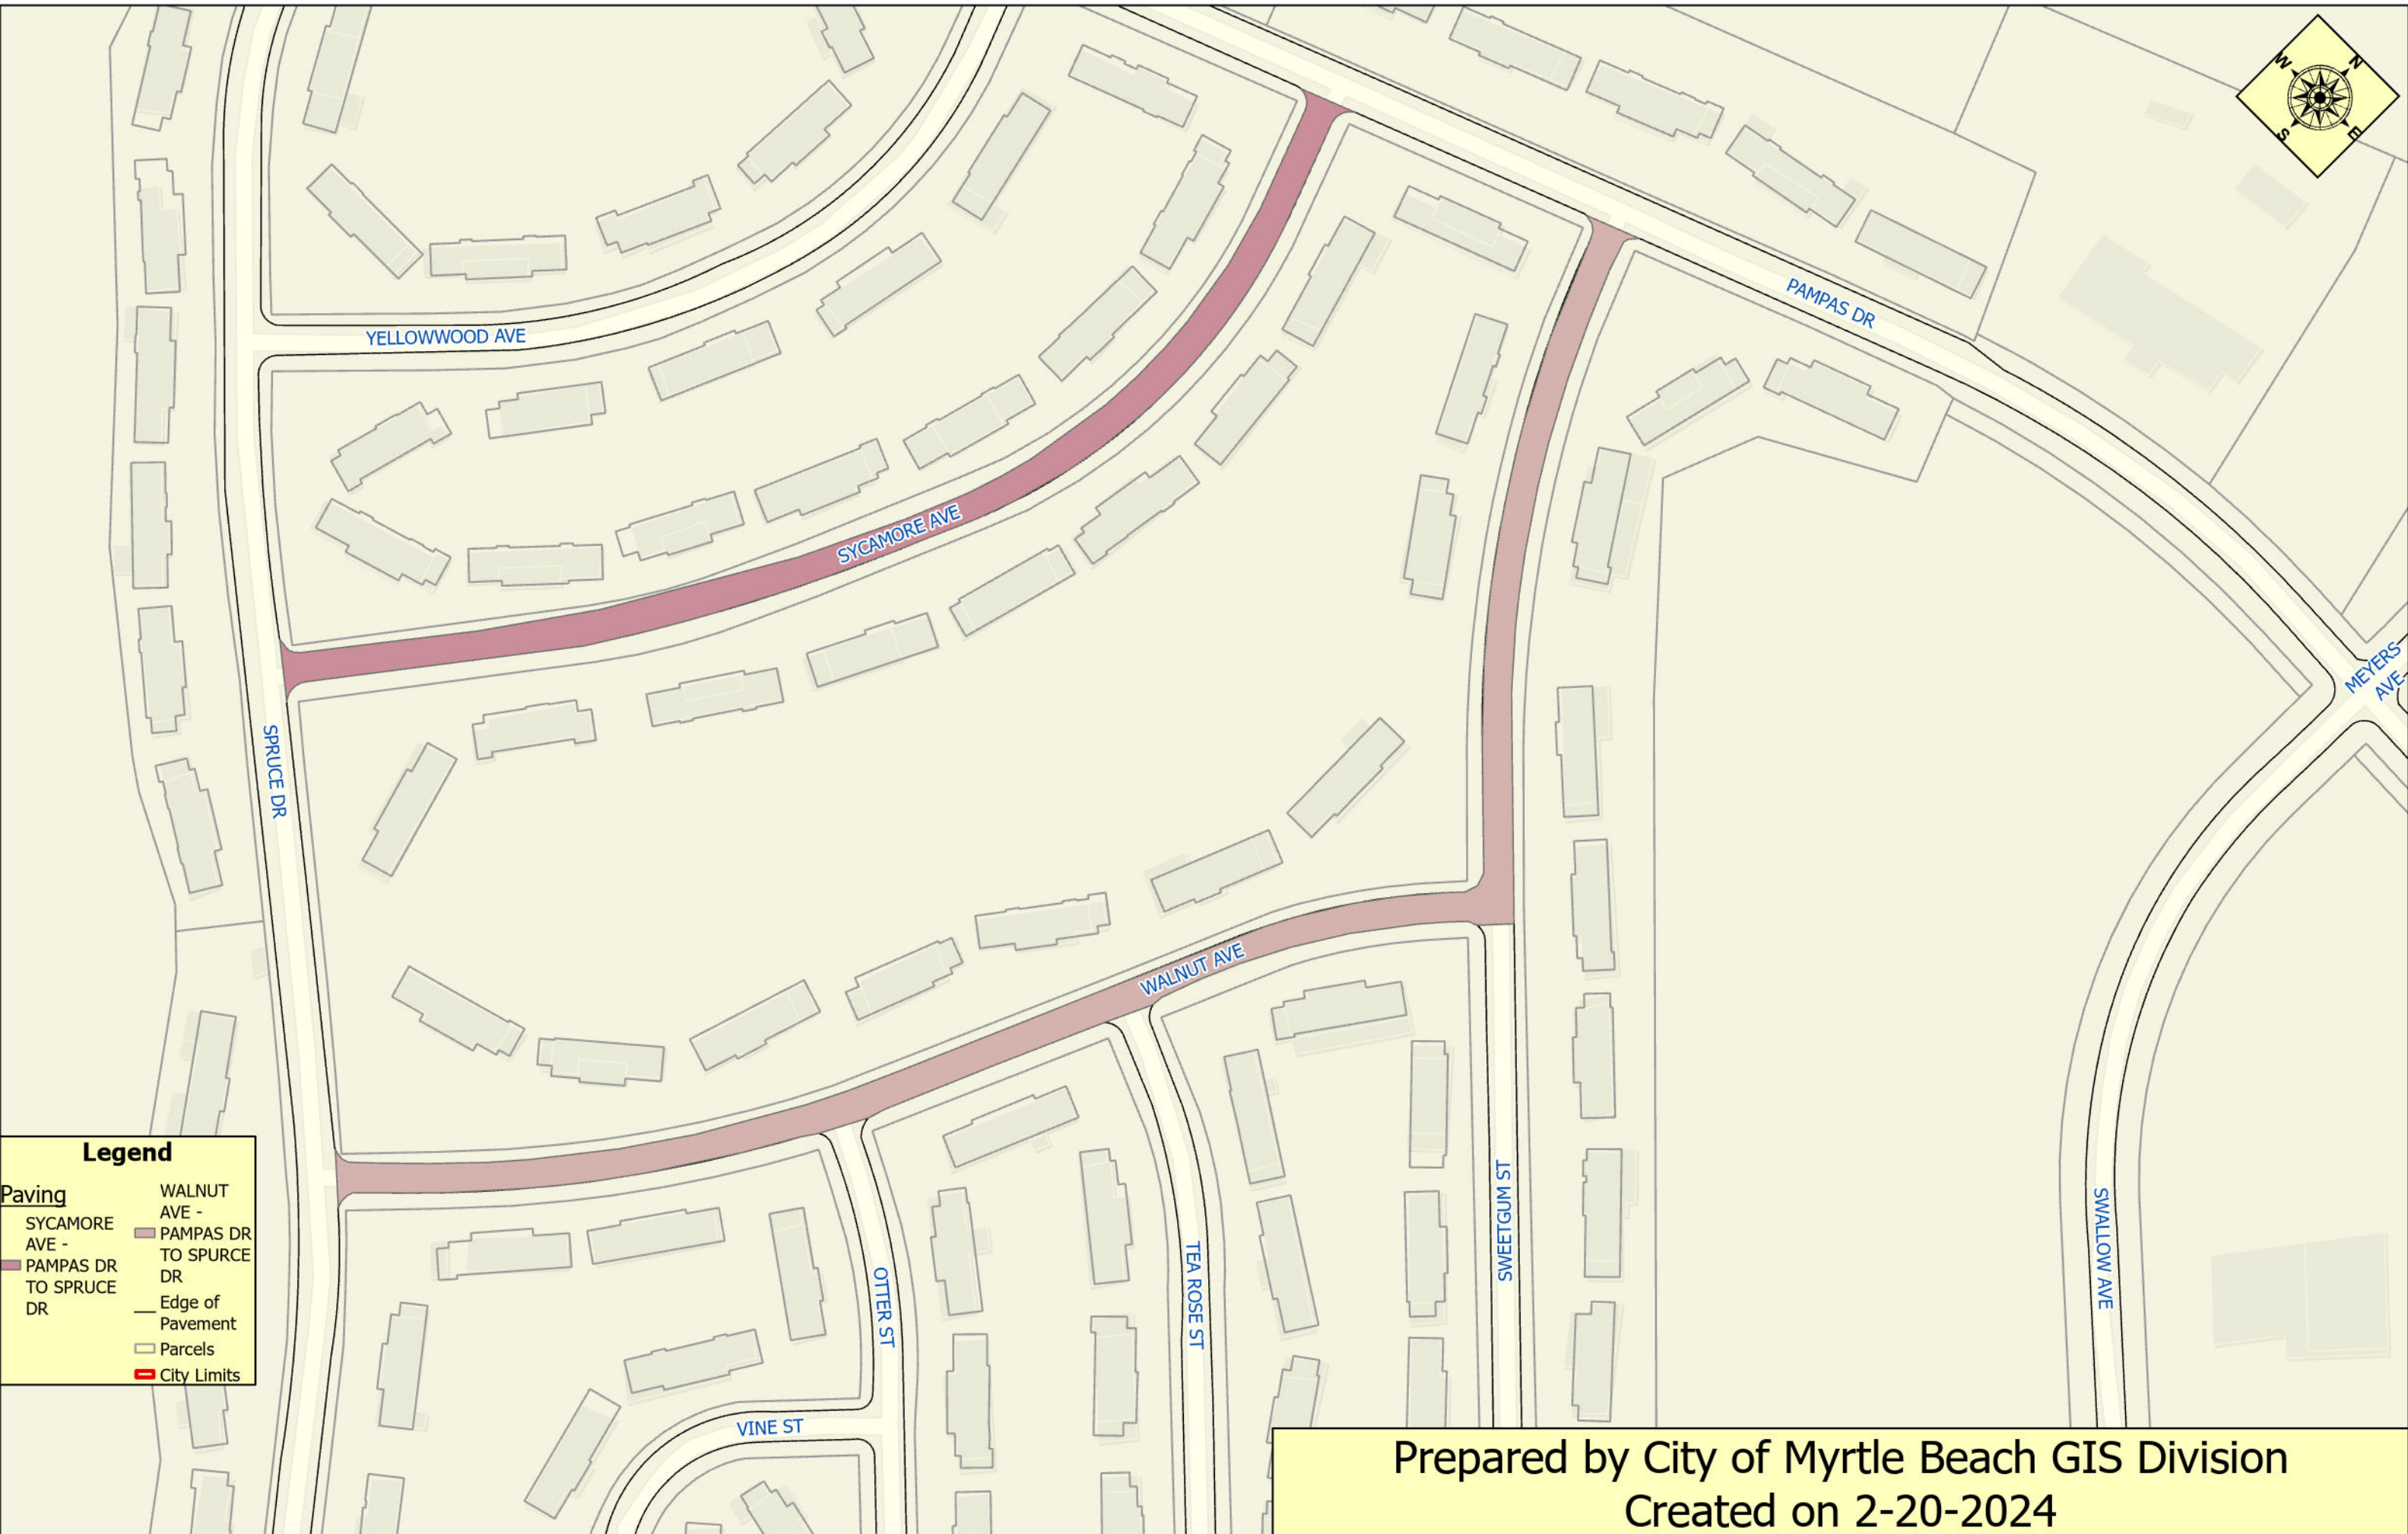 N
W
S
E
PAMPAS DR
YELLOWWOOD AVE
SYCAMORE AVE
MEYERS
AVE
SPRUCE DR
WALNUT AVE
SWEETGUM ST
SWALLOW AVE
TEA ROSE ST
OTTER ST
VINE ST
Legend
Paving
SYCAMORE
AVE -
PAMPAS DR
TO SPRUCE
DR
WALNUT
AVE -
PAMPAS DR
TO SPURCE
DR
Edge of
Pavement
Parcels
City Limits
Prepared by City of Myrtle Beach GIS Division
Created on 2-20-2024